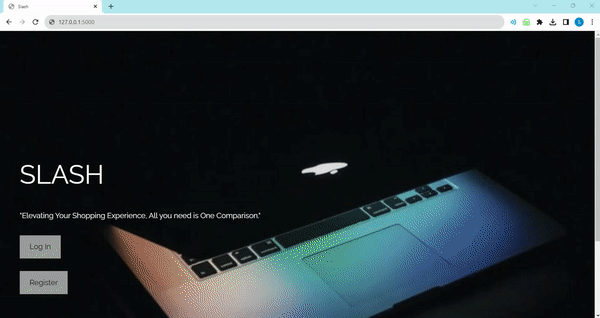 Slash
127.0.0.1:5000
S
SLASH
"Elevating Your Shopping Experience, All you need is One Comparison."
Log In
Register